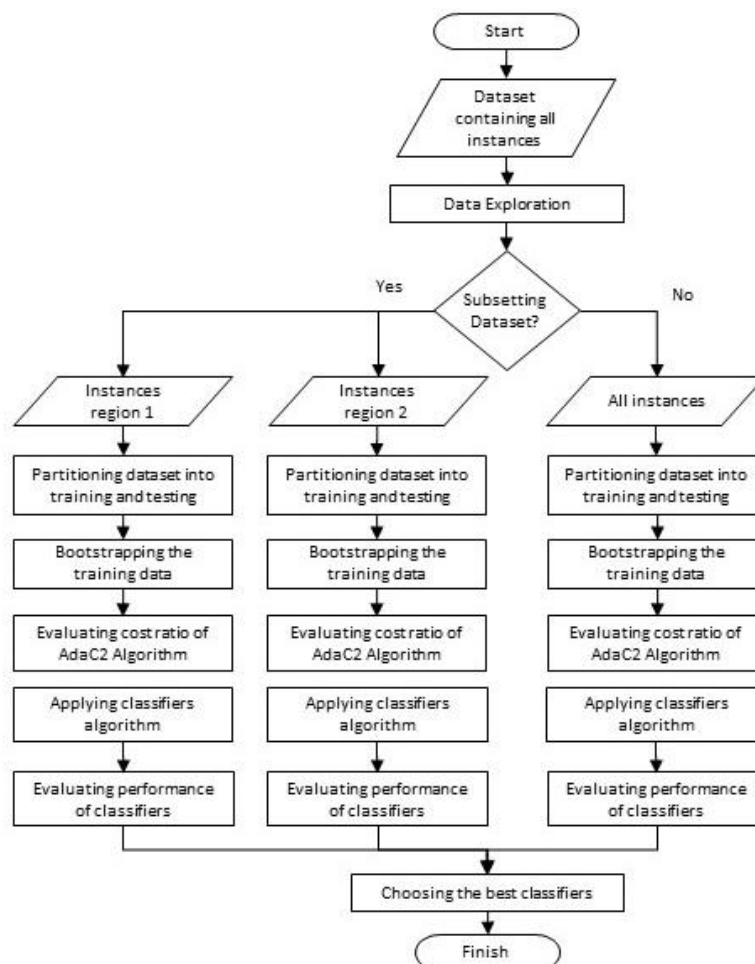 Start
Dataset
containing all
instances
Data Exploration
Subsetting
Dataset?
Yes
No
Instances
region 1
Instances
region 2
All instances
Partitioning dataset into
training and testing
Partitioning dataset into
training and testing
Partitioning dataset into
training and testing
Bootstrapping the
training data
Bootstrapping the
training data
Bootstrapping the
training data
Evaluating cost ratio of
AdaC2 Algorithm
Evaluating cost ratio of
AdaC2 Algorithm
Evaluating cost ratio of
AdaC2 Algorithm
Applying classifiers
algorithm
Applying classifiers
algorithm
Applying classifiers
algorithm
Evaluating performance
of classifiers
Evaluating performance
of classifiers
Evaluating performance
of classifiers
Choosing the best classifiers
Finish